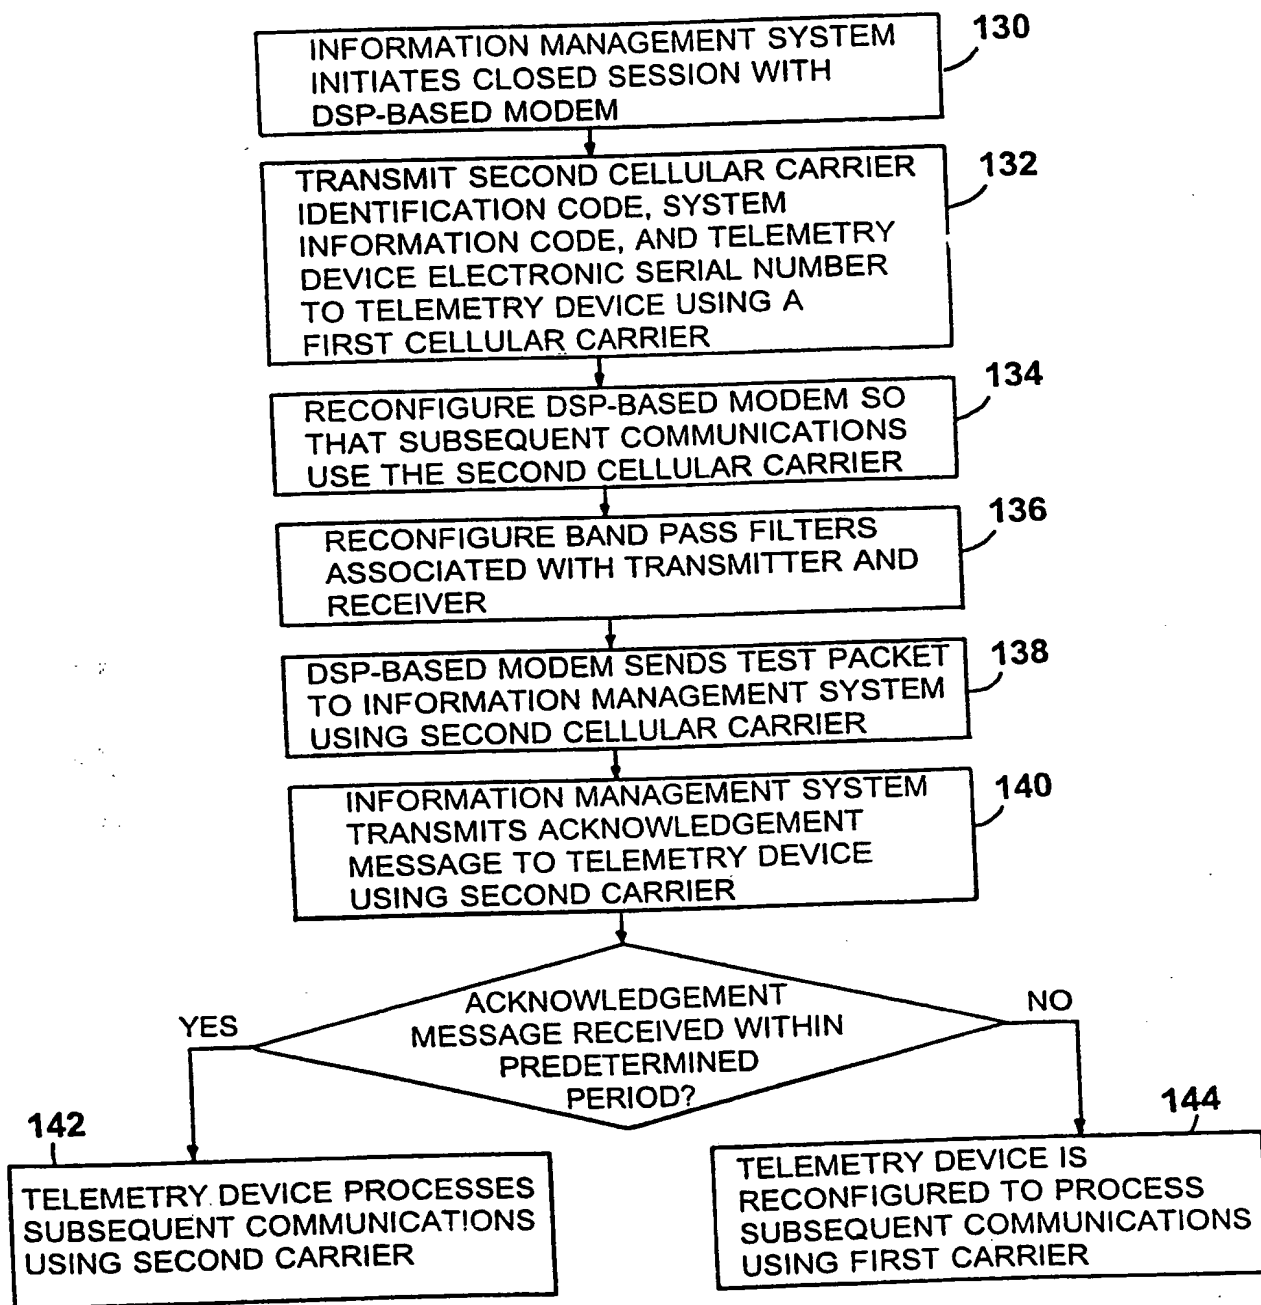 130
INFORMATION MANAGEMENT SYSTEM
INITIATES CLOSED SESSION WITH
DSP-BASED MODEM
132
TRANSMIT SECOND CELLULAR CARRIER
IDENTIFICATION CODE, SYSTEM
INFORMATION CODE, AND TELEMETRY
DEVICE ELECTRONIC SERIAL NUMBER
TO TELEMETRY DEVICE USING A
FIRST CELLULAR CARRIER
134
RECONFIGURE DSP-BASED MODEM SO
THAT SUBSEQUENT COMMUNICATIONS
USE THE SECOND CELLULAR CARRIER
136
RECONFIGURE BAND PASS FILTERS
ASSOCIATED WITH TRANSMITTER AND
RECEIVER
138
DSP-BASED MODEM SENDS TEST PACKET
TO INFORMATION MANAGEMENT SYSTEM
USING SECOND CELLULAR CARRIER
140
INFORMATION MANAGEMENT SYSTEM
TRANSMITS ACKNOWLEDGEMENT
MESSAGE TO TELEMETRY DEVICE
USING SECOND CARRIER
ACKNOWLEDGEMENT
MESSAGE RECEIVED WITHIN
PREDETERMINED
PERIOD?
YES
NO
142
TELEMETRY DEVICE PROCESSES
SUBSEQUENT COMMUNICATIONS
USING SECOND CARRIER
144
TELEMETRY DEVICE IS
RECONFIGURED TO PROCESS
SUBSEQUENT COMMUNICATIONS
USING FIRST CARRIER